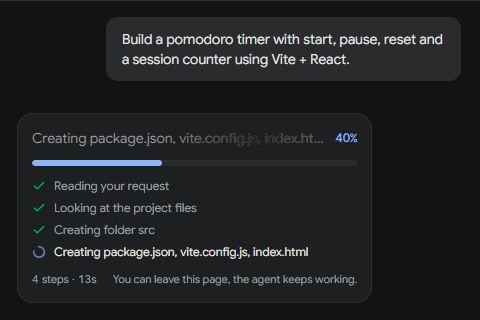 Build a pomodoro timer with start, pause, reset and
a session counter using Vite + React.
Creating package.json, vite.config.js, index.ht... 40%
Reading your request
Looking at the project files
Creating folder src
Creating package.json, vite.config.js, index.html
4 steps · 13s You can leave this page, the agent keeps working.